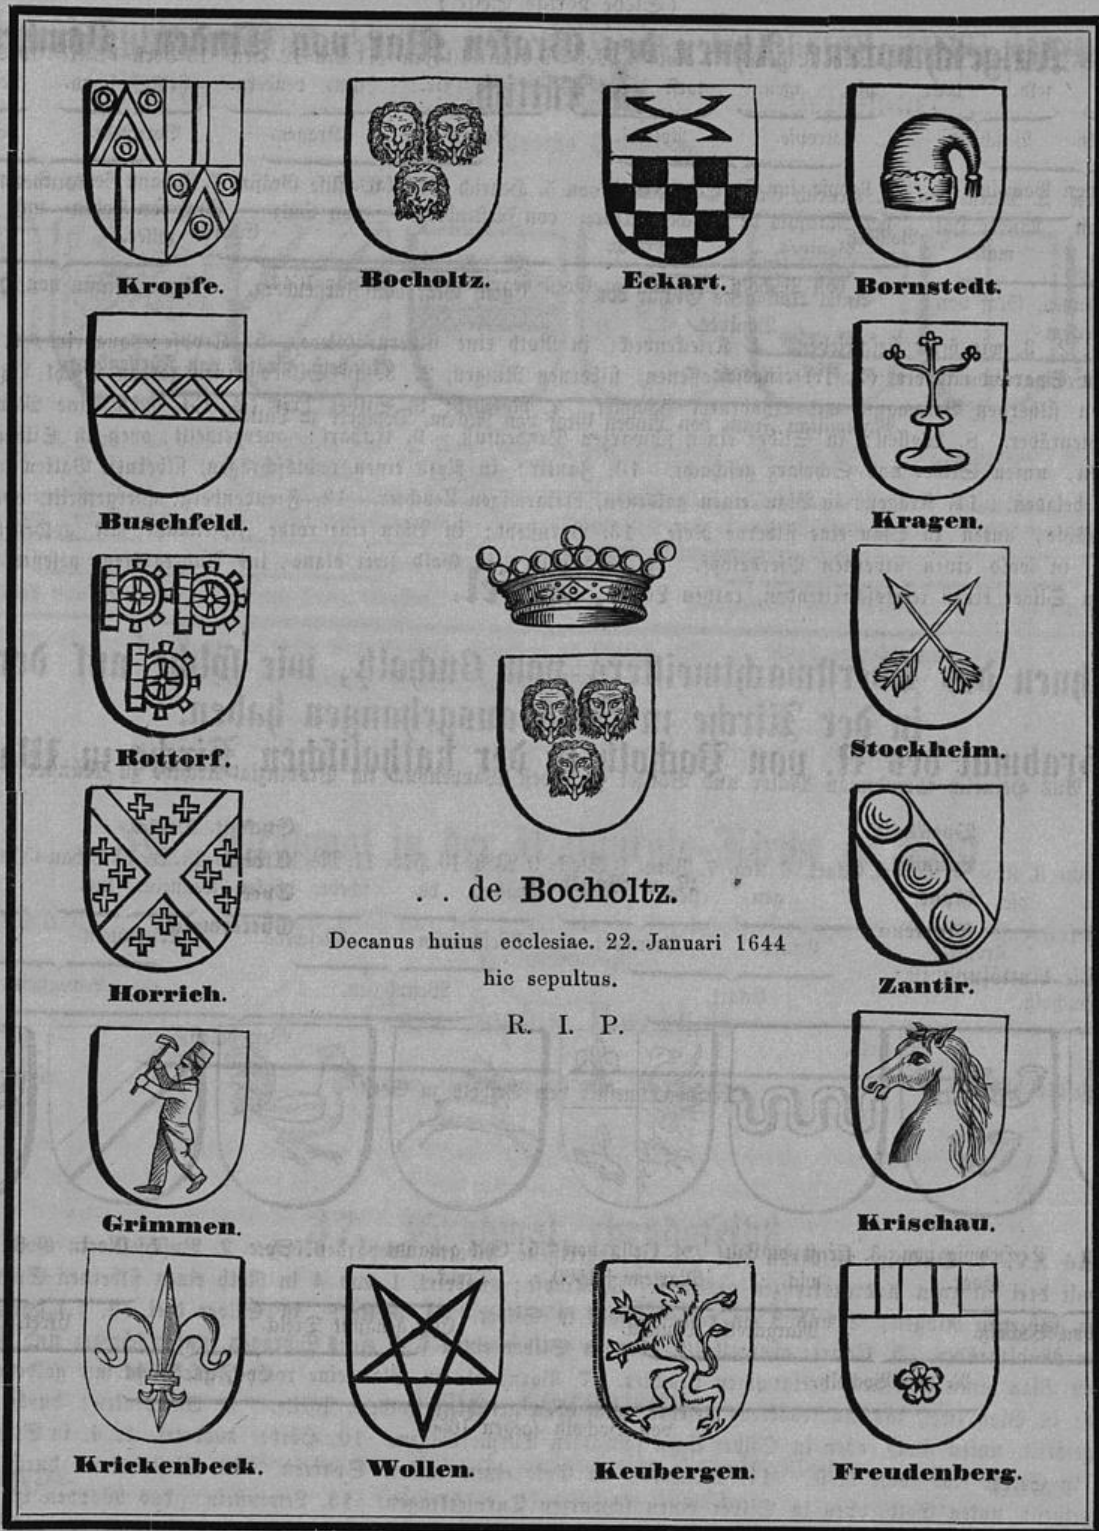 Kropfe.
Bocholtz.
Eckart.
Bornstedt.
Buschfeld.
Kragen.
Rottorf.
Stockheim.
Horrich.
Zantir.
. . de Bocholtz.
Decanus huius ecclesiae. 22. Januari 1644
hic sepultus.
R. I. P.
Grimmen.
Krischau.
Krickenbeck.
Wollen.
Keubergen.
Freudenberg.